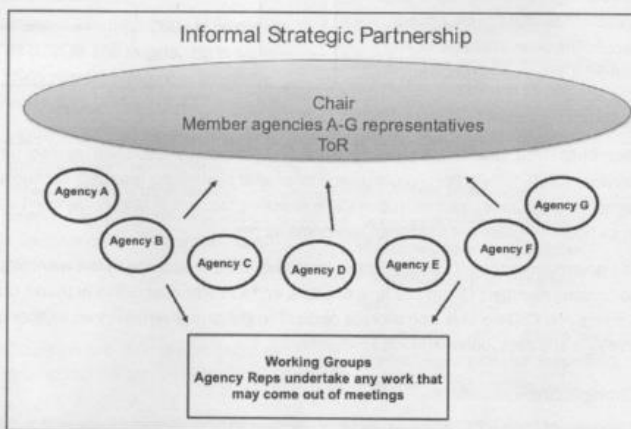 Informal Strategic Partnership
Chair
Member agencies A-G representatives
ToR
Agency A
Agency B
Agency C
Agency D
Agency E
Agency F
Agency G
Working Groups
Agency Reps undertake any work that
may come out of meetings